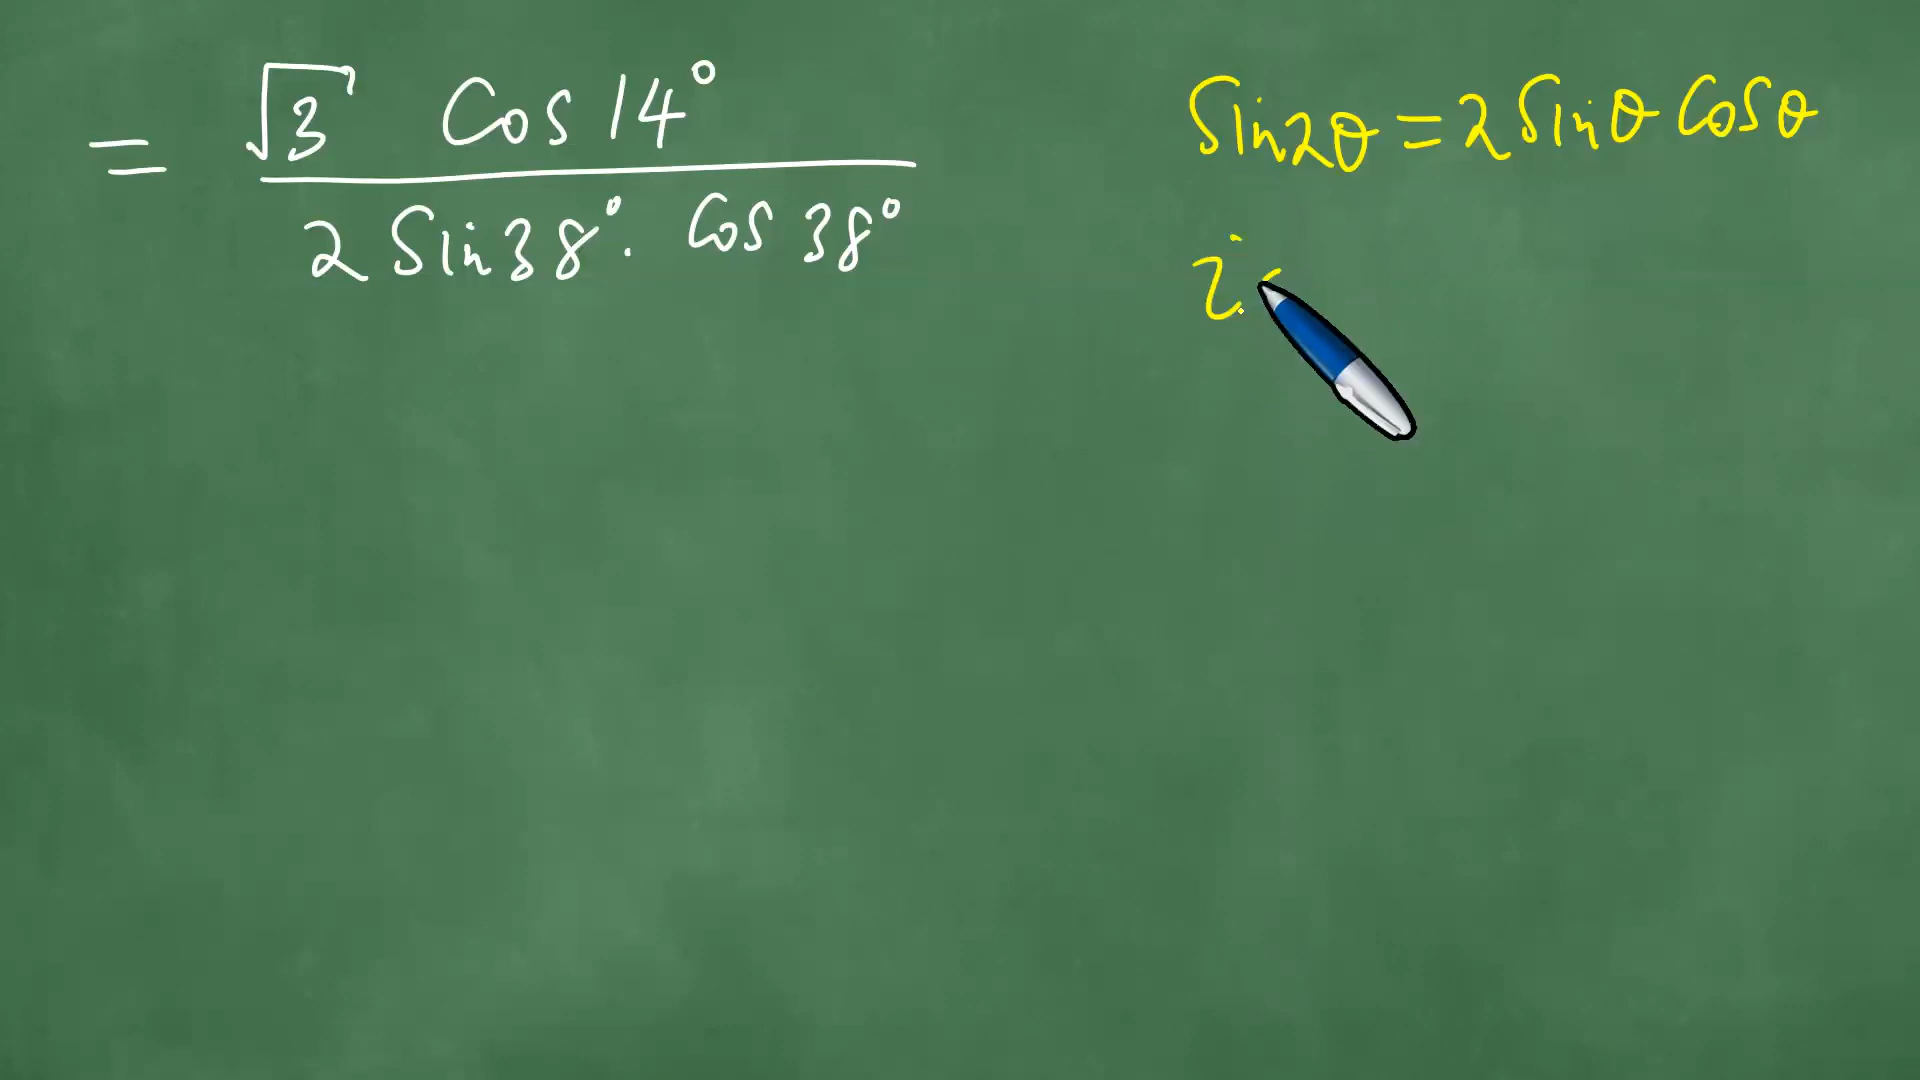 = √3 Cos 14° / 2 Sin 38° . Cos 38°
Sin2θ = 2 Sinθ Cosθ